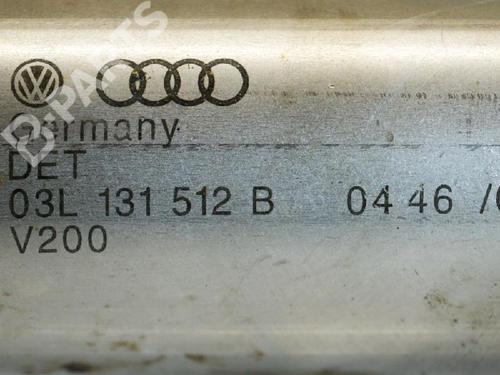 B-PARTS
Germany
DET
03L 131 512 B 04 46 /
V200